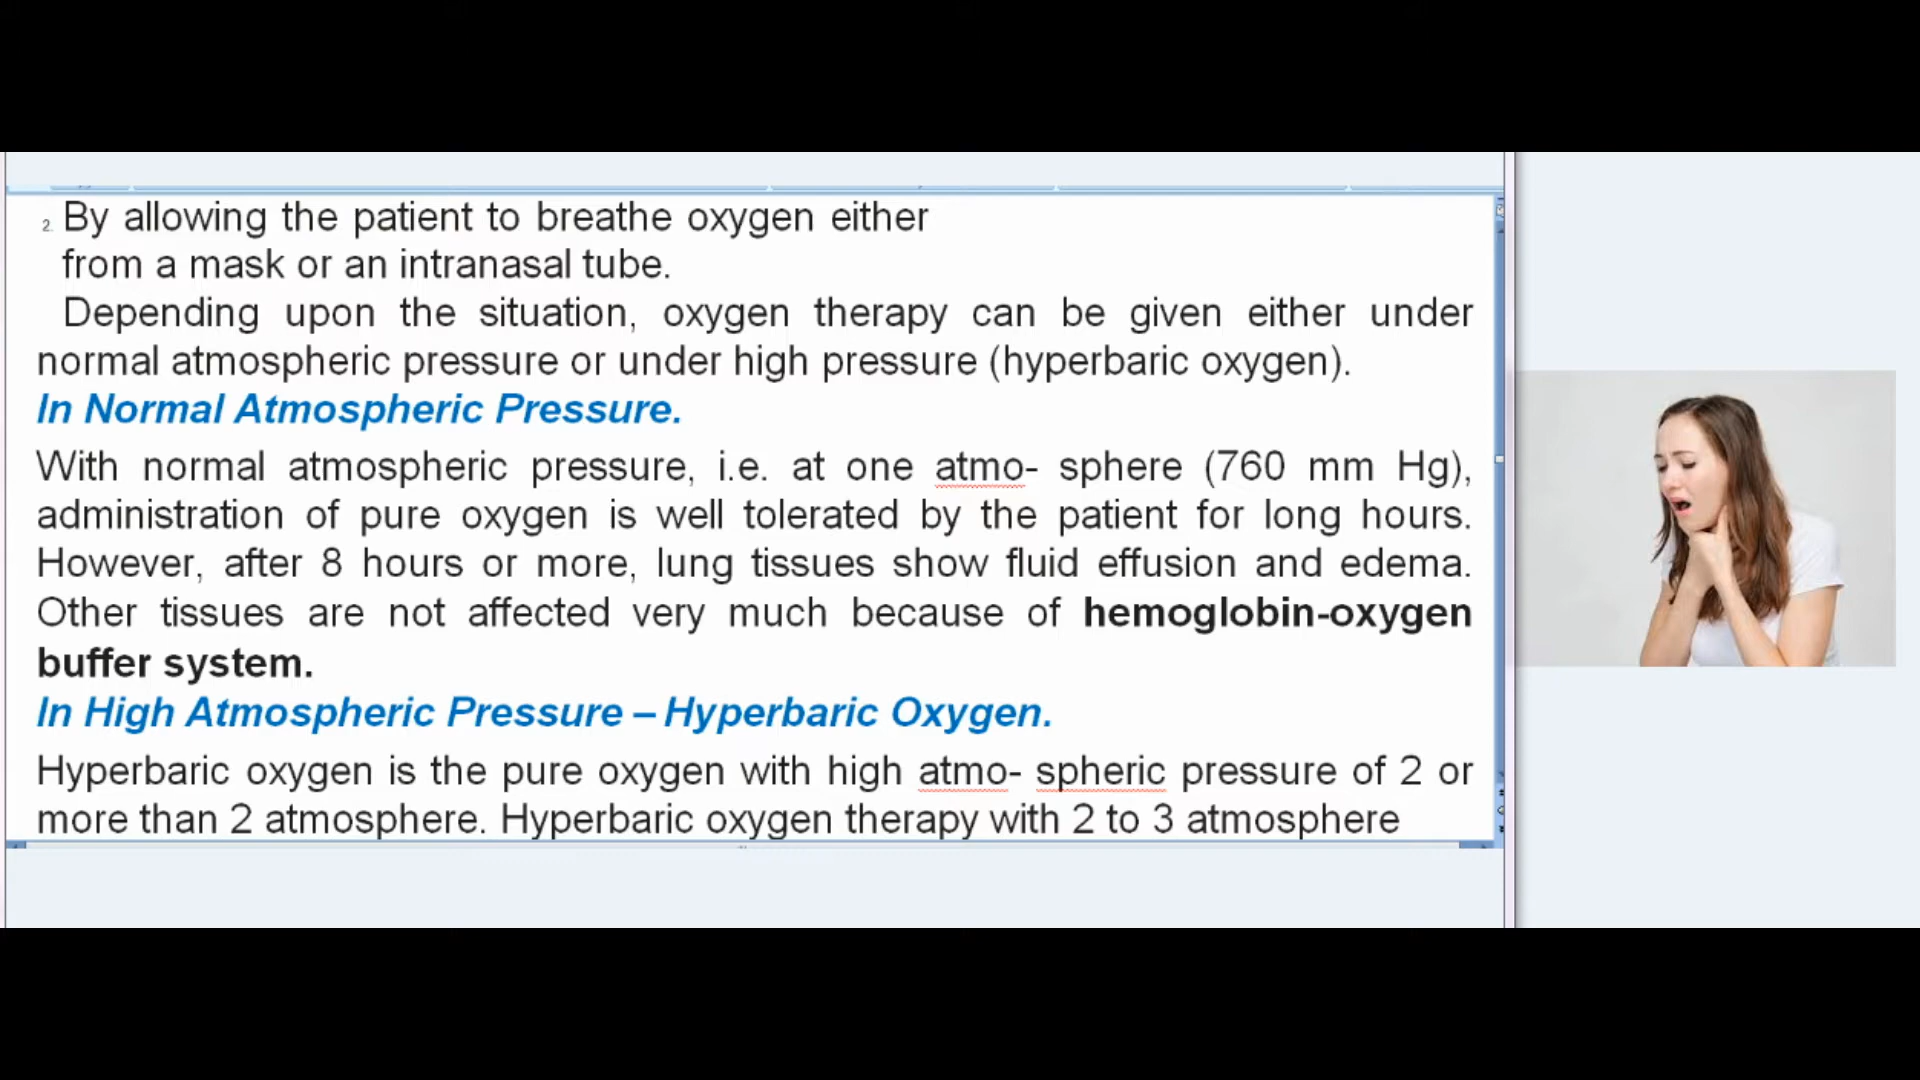 2. By allowing the patient to breathe oxygen either
from a mask or an intranasal tube.
Depending upon the situation, oxygen therapy can be given either under
normal atmospheric pressure or under high pressure (hyperbaric oxygen).
In Normal Atmospheric Pressure.
With normal atmospheric pressure, i.e. at one atmo- sphere (760 mm Hg),
administration of pure oxygen is well tolerated by the patient for long hours.
However, after 8 hours or more, lung tissues show fluid effusion and edema.
Other tissues are not affected very much because of hemoglobin-oxygen
buffer system.
In High Atmospheric Pressure – Hyperbaric Oxygen.
Hyperbaric oxygen is the pure oxygen with high atmo- spheric pressure of 2 or
more than 2 atmosphere. Hyperbaric oxygen therapy with 2 to 3 atmosphere